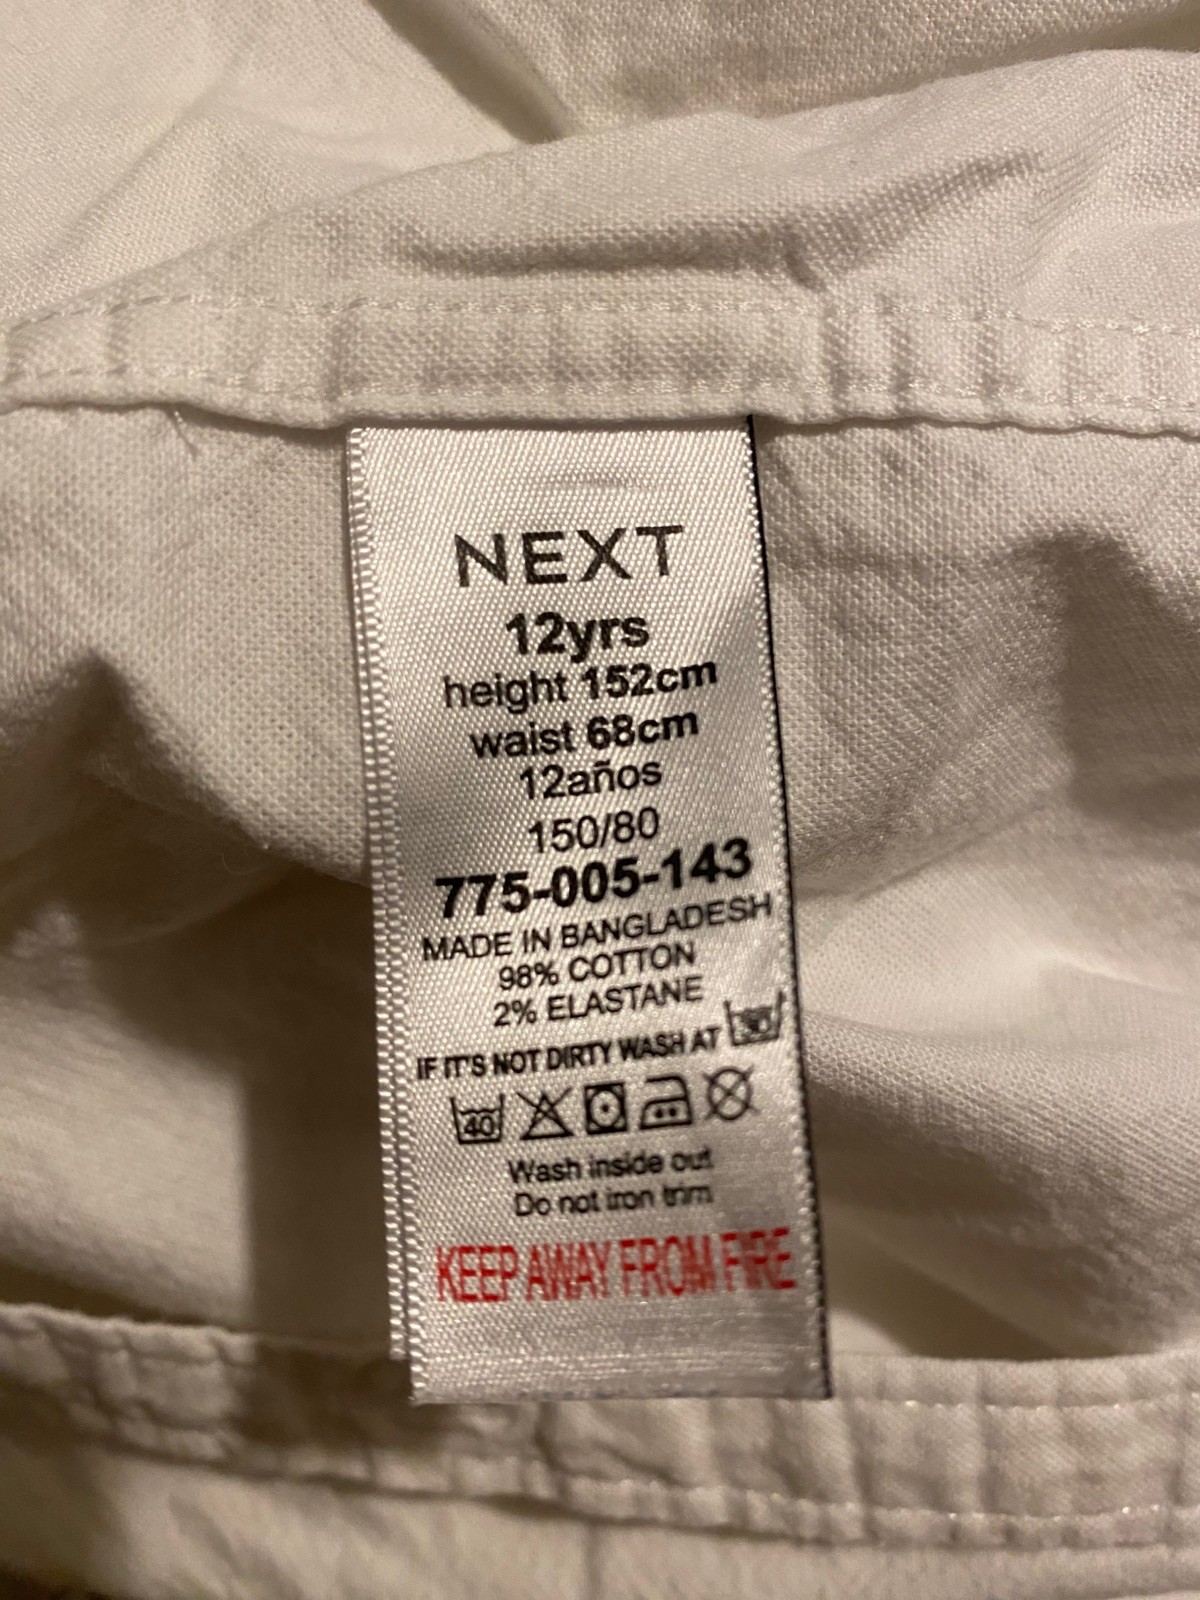 NEXT
12yrs
height 152cm
waist 68cm
12años
150/80
775-005-143
MADE IN BANGLADESH
98% COTTON
2% ELASTANE
IF IT'S NOT DIRTY WASH AT
40
Wash inside out
Do not iron trim
KEEP AWAY FROM FIRE